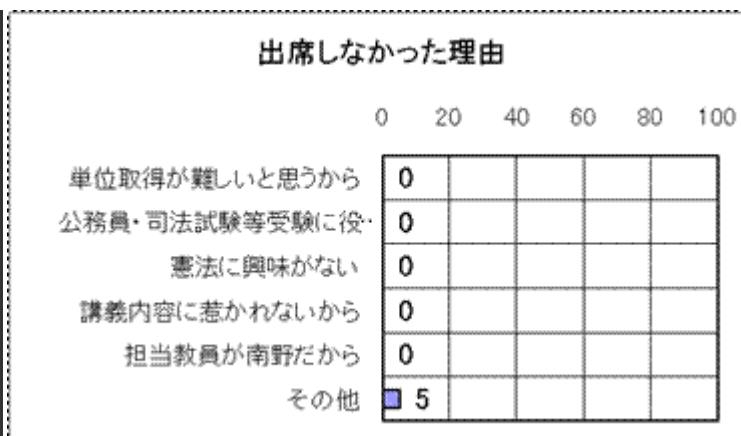 出席しなかった理由
0 20 40 60 80 100
単位取得が難しいと思うから 0
公務員・司法試験等受験に役… 0
憲法に興味がない 0
講義内容に惹かれないから 0
担当教員が南野だから 0
その他 5